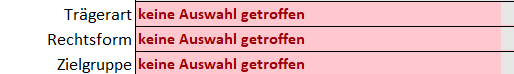 Trägerart keine Auswahl getroffen
Rechtsform keine Auswahl getroffen
Zielgruppe keine Auswahl getroffen